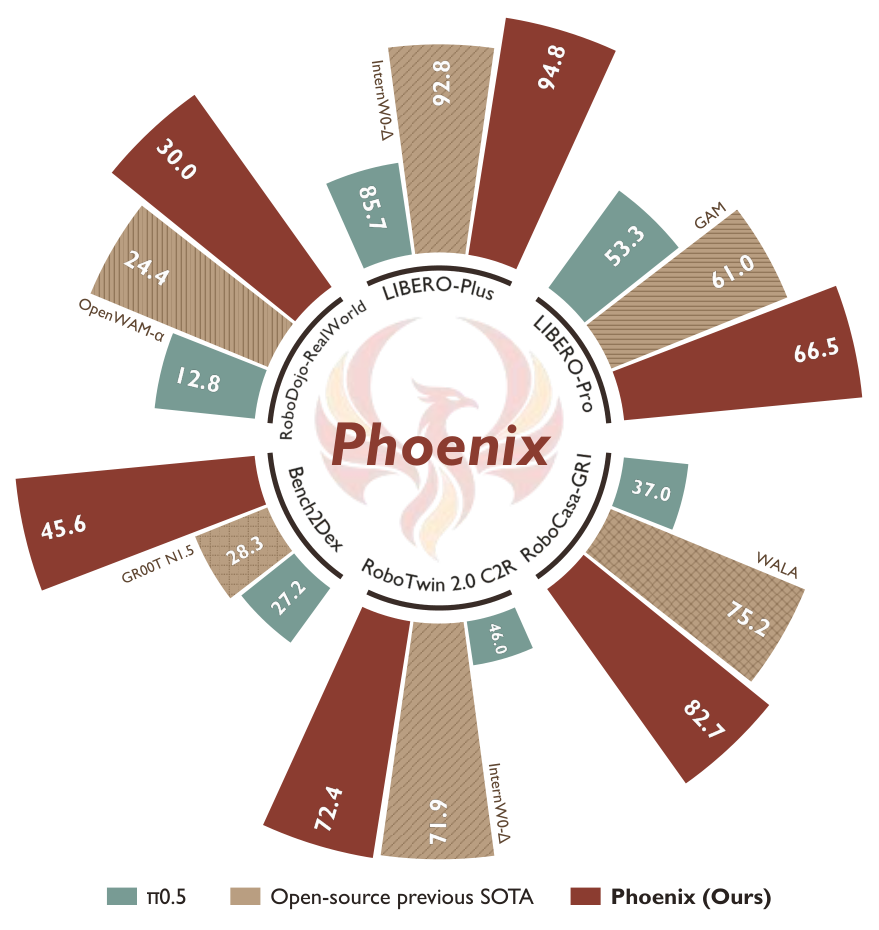 InternW0-Δ
85.7
92.8
94.8
LIBERO-Plus
53.3
GAM
61.0
66.5
LIBERO-Pro
37.0
WALA
75.2
82.7
RoboCasa-GR1
46.0
InternW0-Δ
71.9
72.4
RoboTwin 2.0 C2R
27.2
GR00T N1.5
28.3
45.6
Bench2Dex
12.8
OpenWAM-α
24.4
30.0
RoboDojo-RealWorld
Phoenix
π0.5
Open-source previous SOTA
Phoenix (Ours)